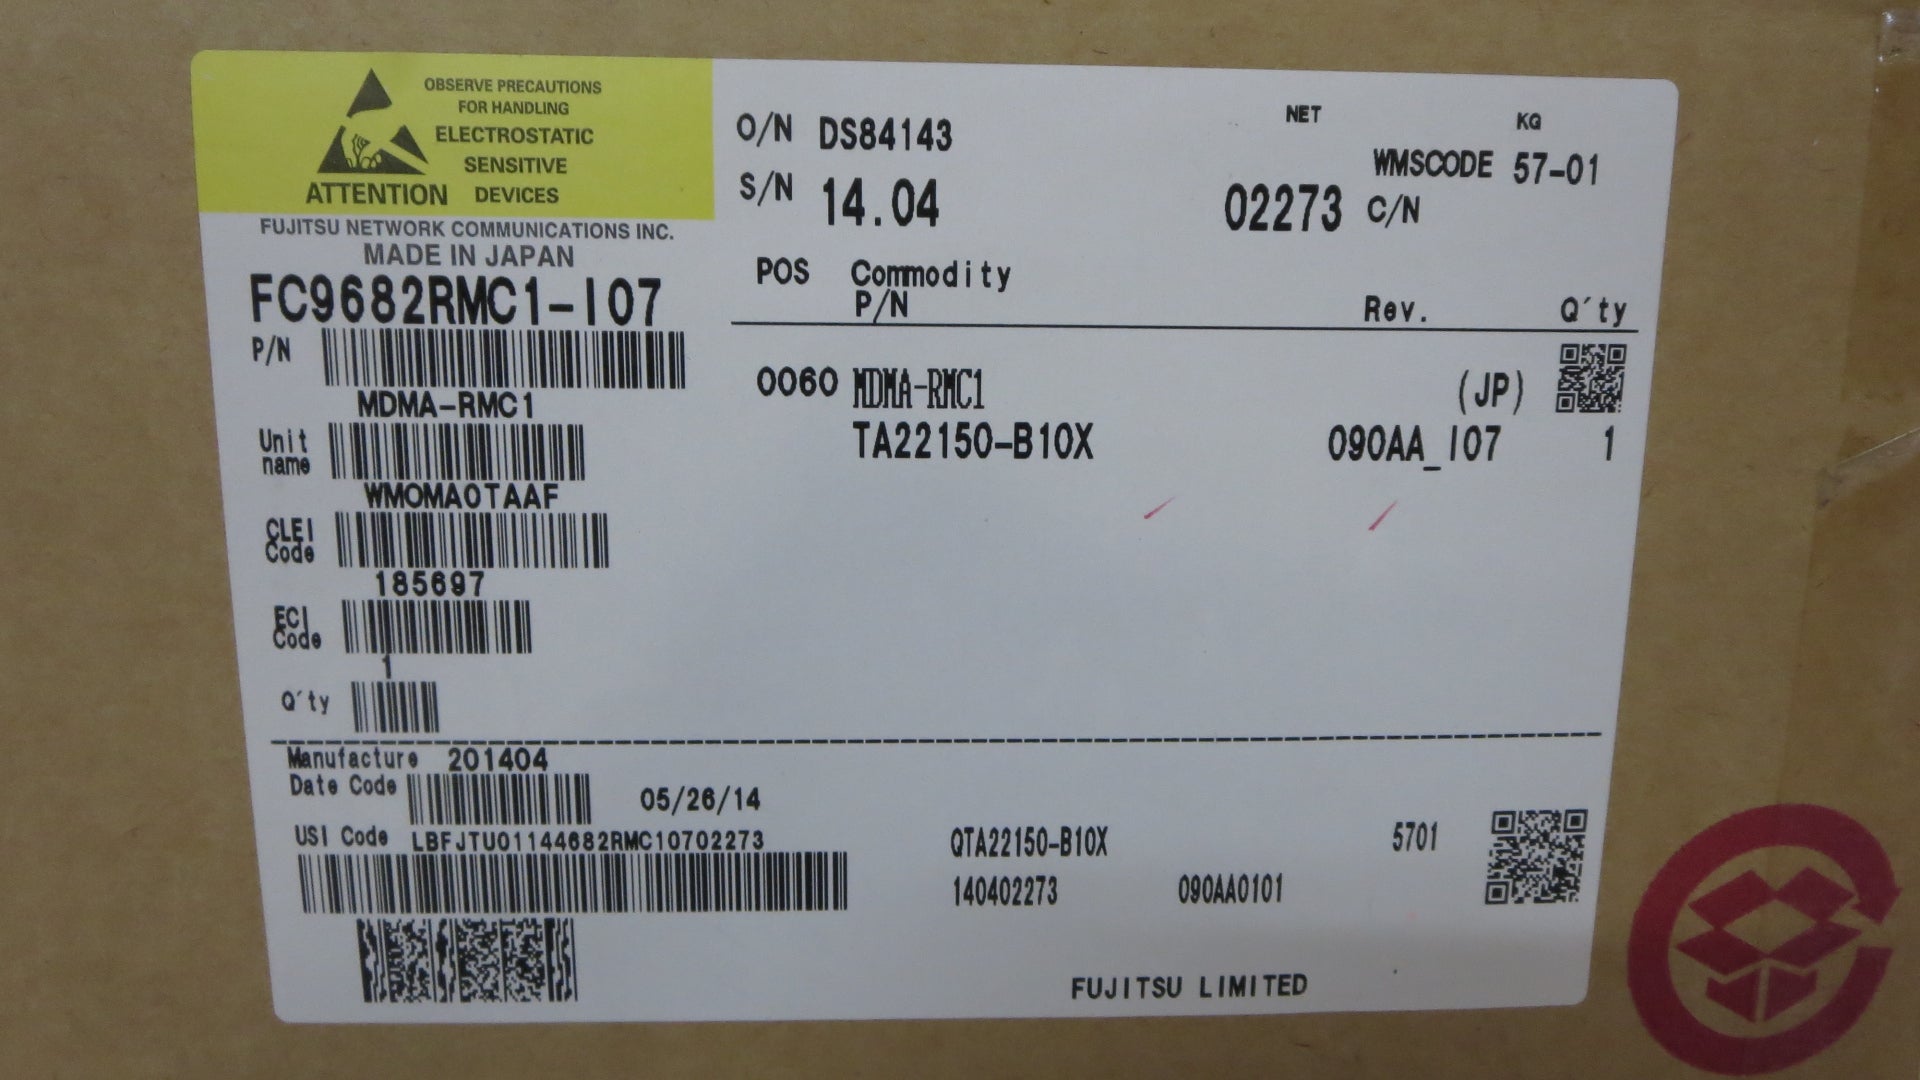 OBSERVE PRECAUTIONS
FOR HANDLING
ELECTROSTATIC
SENSITIVE
ATTENTION DEVICES
FUJITSU NETWORK COMMUNICATIONS INC.
MADE IN JAPAN
FC9682RMC1-I07
P/N
MDMA-RMC1
Unit
name
WMOMAOTAAF
CLEI
Code
185697
ECI
Code
1
Q'ty
O/N DS84143
NET
KG
WMSCODE 57-01
S/N 14.04
02273 C/N
POS Commodity
P/N
Rev.
Q'ty
0060 MDMA-RMC1
(JP)
TA22150-B10X
090AA_I07
1
Manufacture 201404
Date Code
05/26/14
USI Code LBFJTU01144682RMC10702273
QTA22150-B10X
5701
140402273
090AA0101
FUJITSU LIMITED